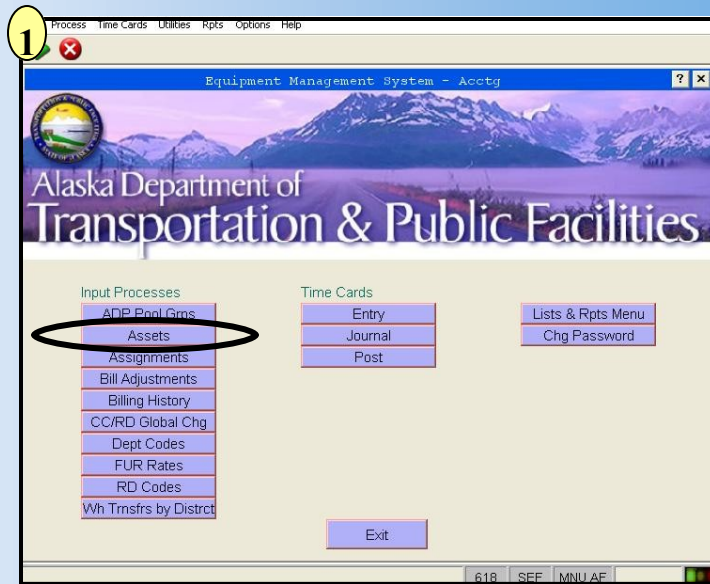 1
Process Time Cards Utilities Rpts Options Help
Equipment Management System - Acctg ? ×
Alaska Department of
Transportation & Public Facilities
Input Processes
ADP Pool Grps
Assets
Assignments
Bill Adjustments
Billing History
CC/RD Global Chg
Dept Codes
FUR Rates
RD Codes
Wh Trnsfrs by Distrct
Time Cards
Entry
Journal
Post
Lists & Rpts Menu
Chg Password
Exit
618 SEF MNU AF